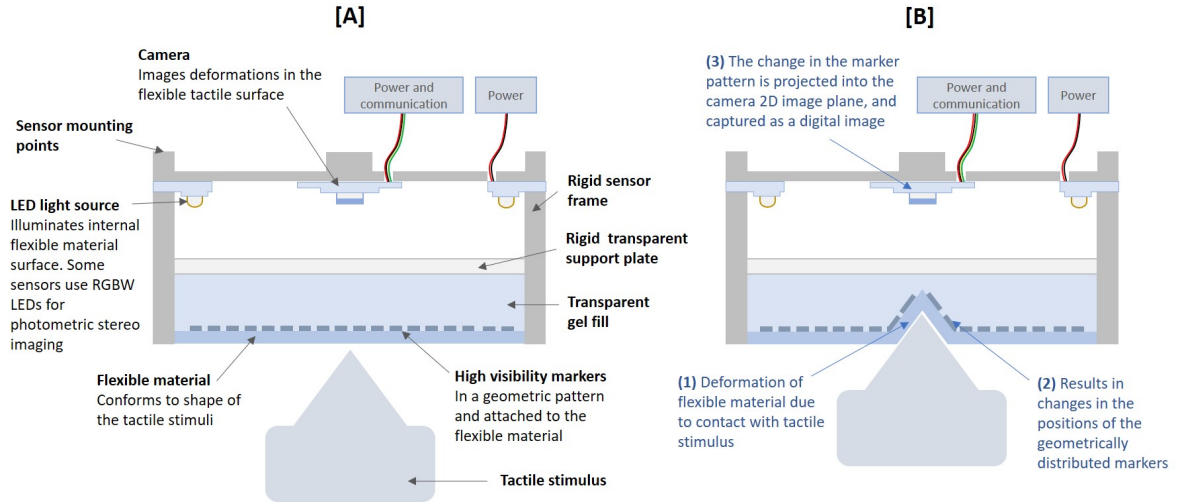 [A]
Camera
Images deformations in the
flexible tactile surface
Power and
communication
Power
Sensor mounting
points
LED light source
Illuminates internal
flexible material
surface. Some
sensors use RGBW
LEDs for
photometric stereo
imaging
Rigid sensor
frame
Rigid transparent
support plate
Transparent
gel fill
Flexible material
Conforms to shape of
the tactile stimuli
High visibility markers
In a geometric pattern
and attached to the
flexible material
Tactile stimulus
[B]
(3) The change in the marker
pattern is projected into the
camera 2D image plane, and
captured as a digital image
Power and
communication
Power
(1) Deformation of
flexible material due
to contact with tactile
stimulus
(2) Results in
changes in the
positions of the
geometrically
distributed markers